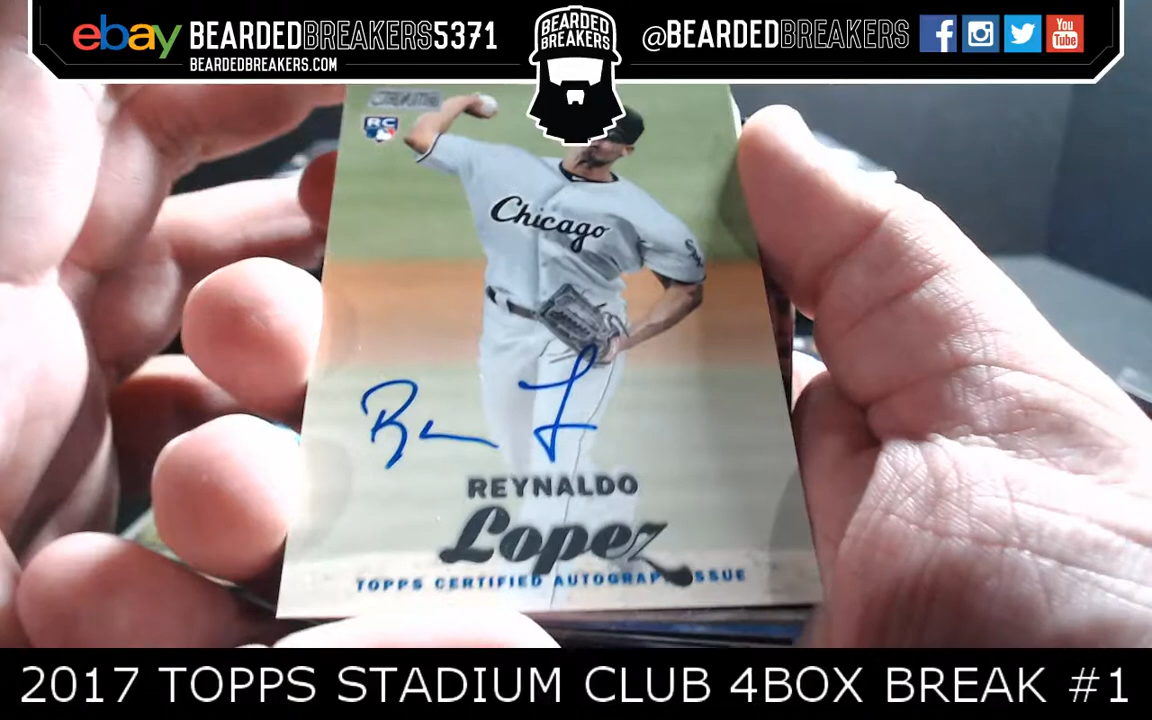 ebay BEARDEDBREAKERS5371
BEARDEDBREAKERS.COM
BEARDED
BREAKERS
@BEARDEDBREAKERS
You
Tube
RC
Chicago
REYNALDO
Lopez
TOPPS CERTIFIED AUTOGRAPH ISSUE
2017 TOPPS STADIUM CLUB 4BOX BREAK #1